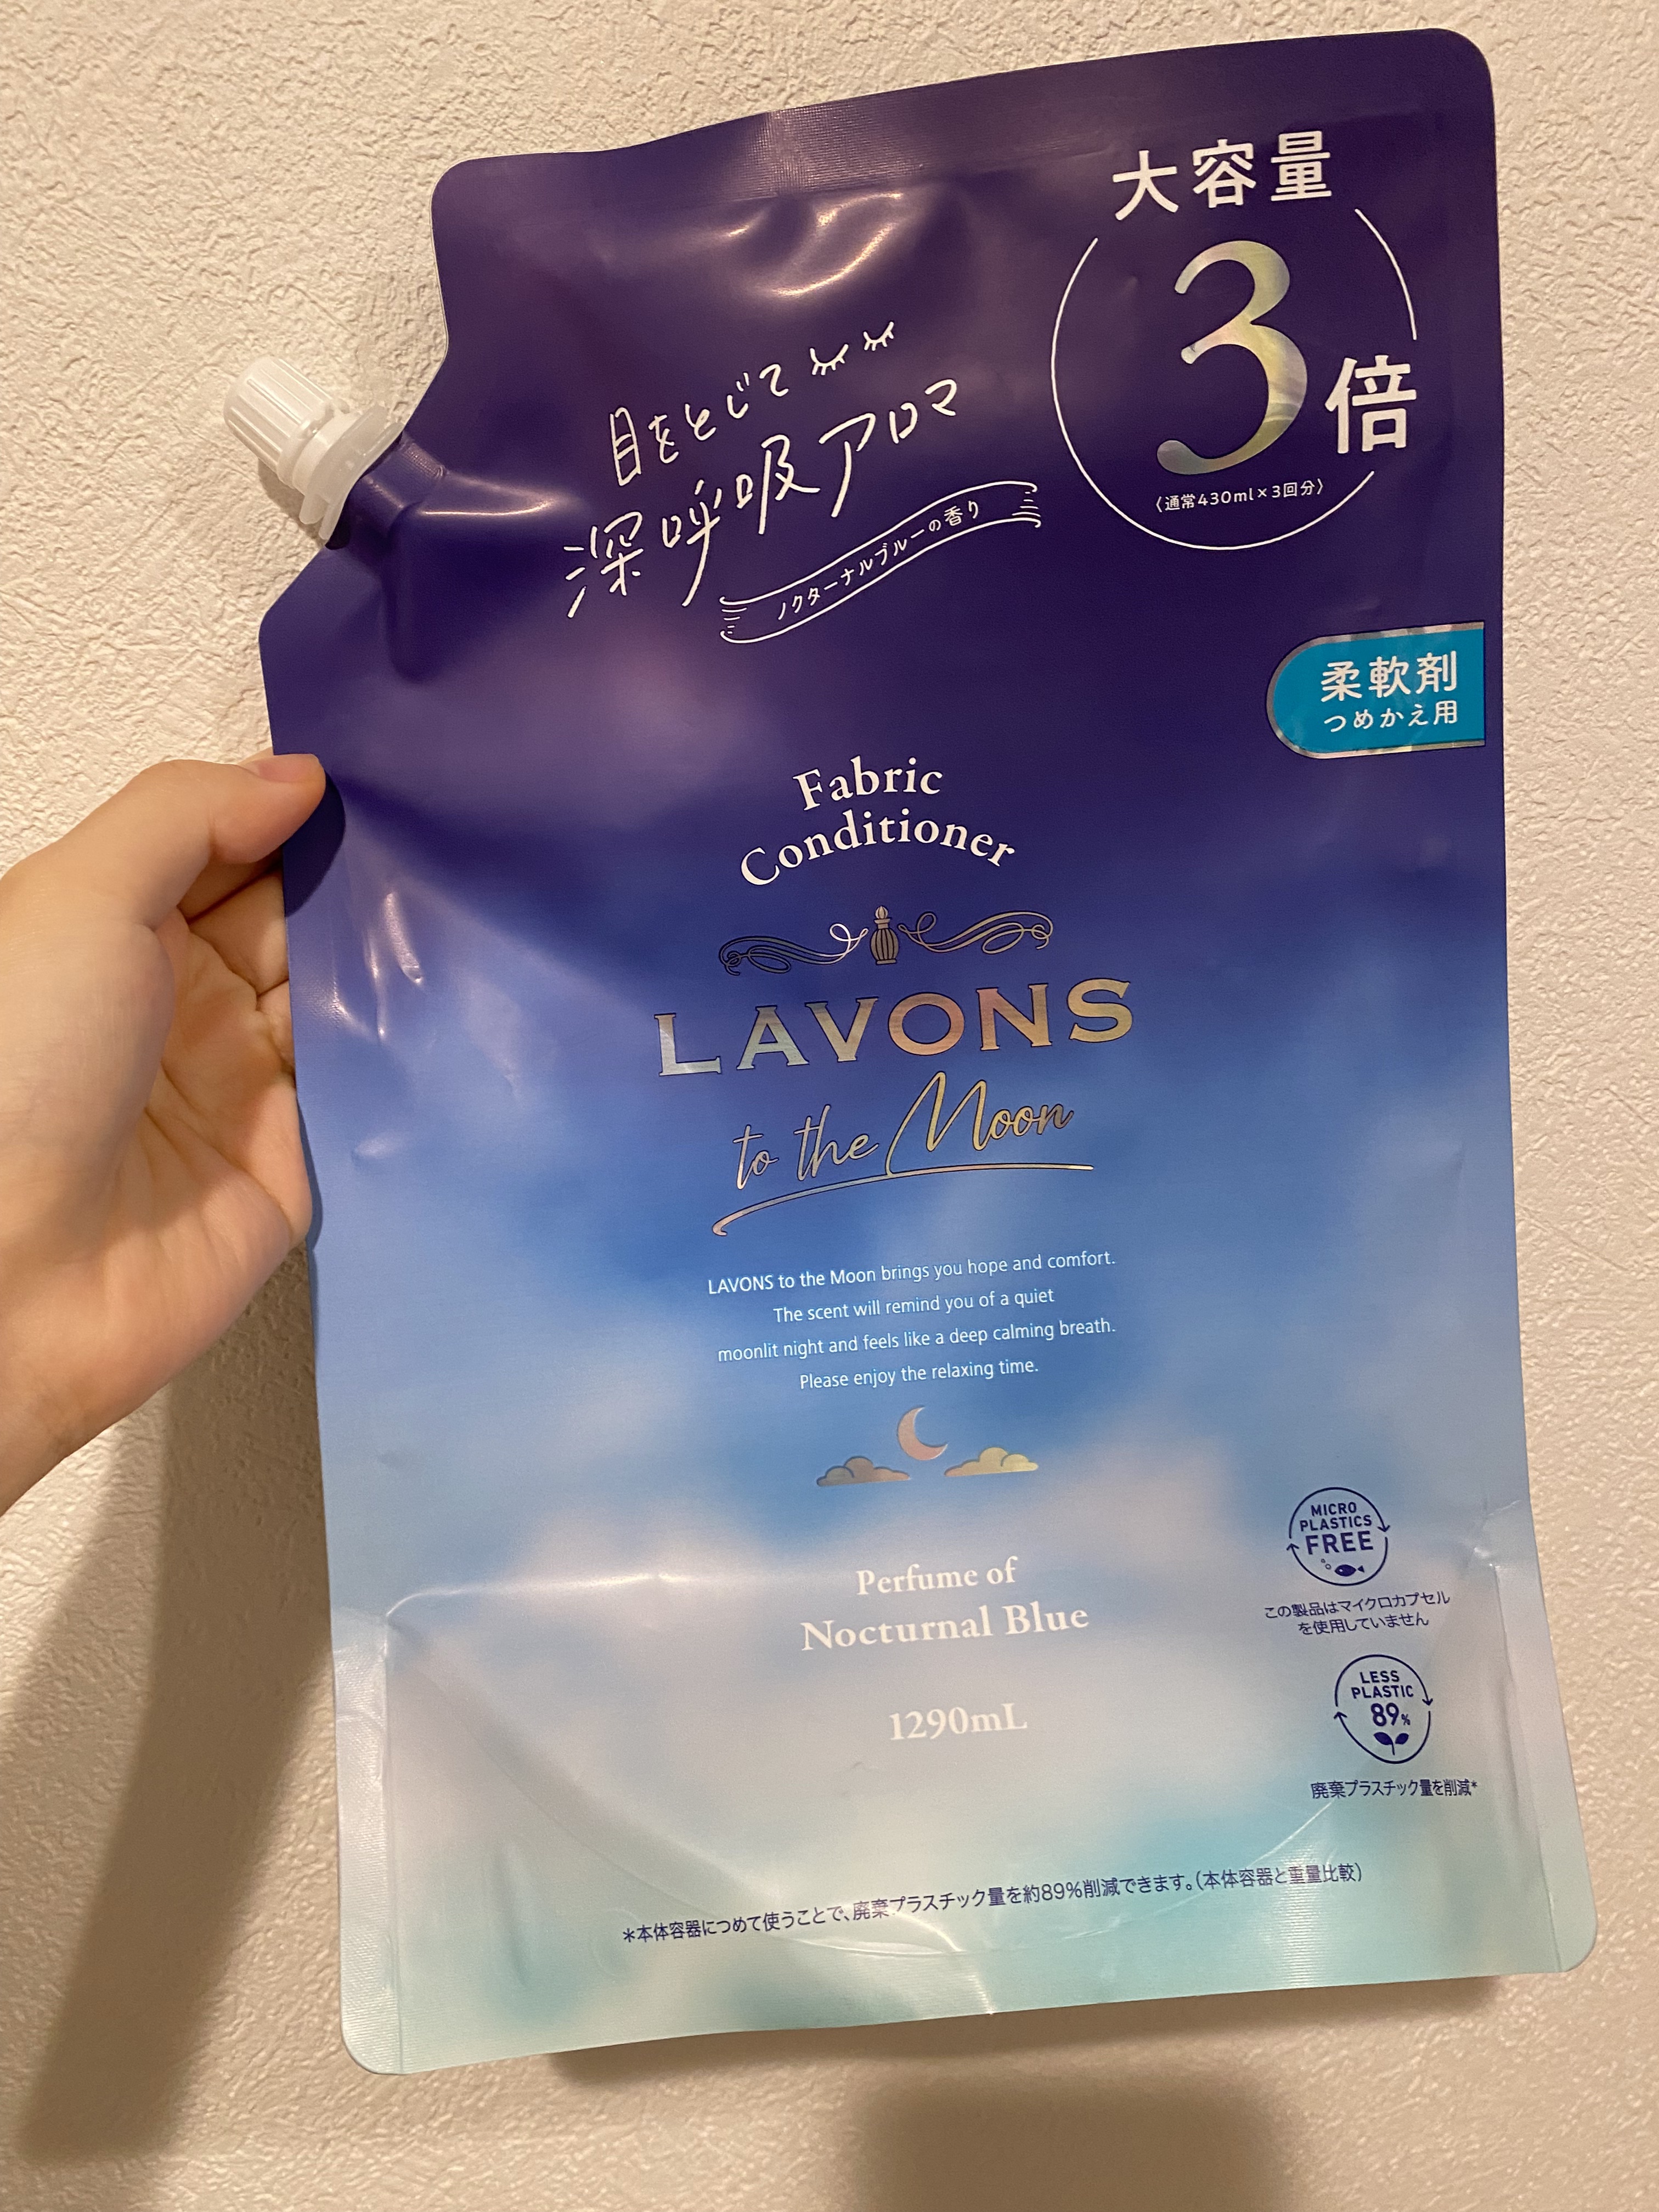 大容量
3倍
〈通常430ml×3回分〉
目をとじて
深呼吸アロマ
ノクターナルブルーの香り
柔軟剤
つめかえ用
Fabric
Conditioner
LAVONS
to the Moon
LAVONS to the Moon brings you hope and comfort.
The scent will remind you of a quiet
moonlit night and feels like a deep calming breath.
Please enjoy the relaxing time.
Perfume of
Nocturnal Blue
1290mL
MICRO
PLASTICS
FREE
この製品はマイクロカプセル
を使用していません
LESS
PLASTIC
89%
廃棄プラスチック量を削減*
*本体容器につめて使うことで、廃棄プラスチック量を約89%削減できます。(本体容器と重量比較)